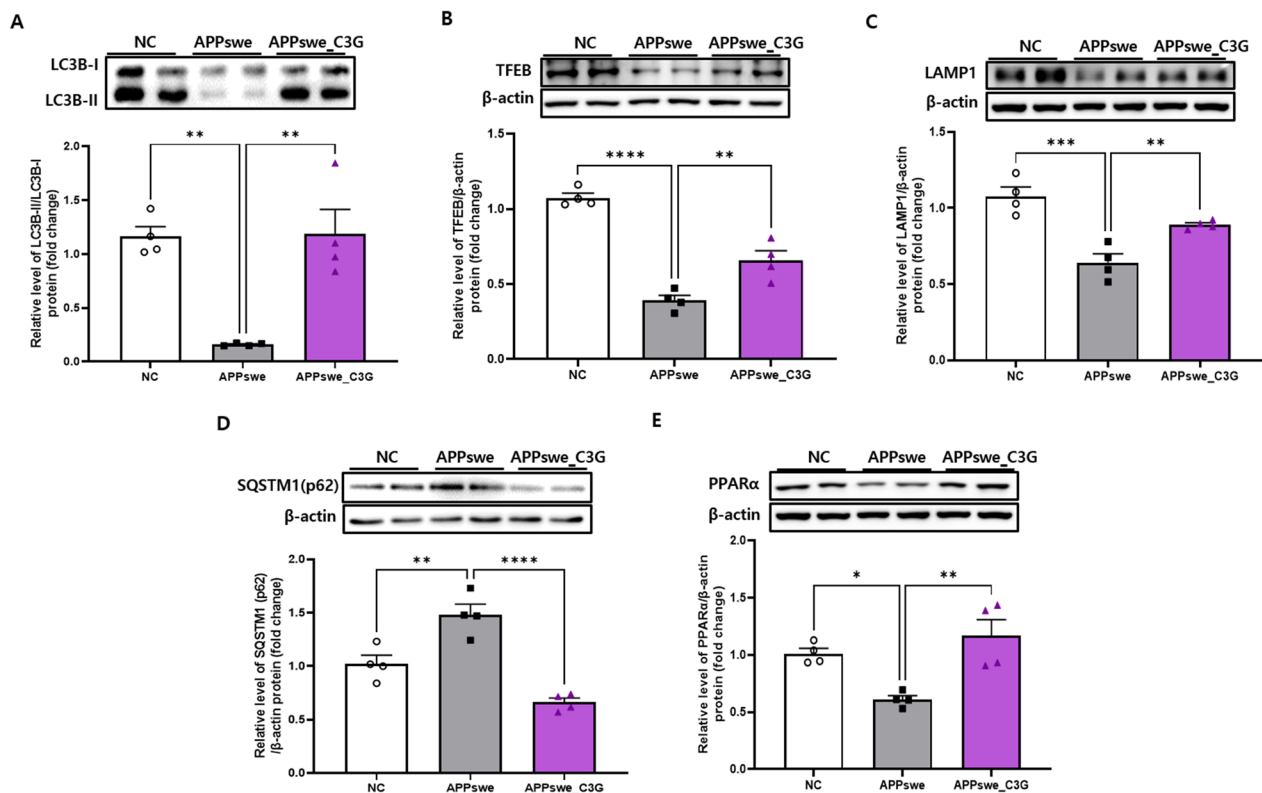 A
NC APPswe APPswe_C3G
LC3B-I
LC3B-II
Relative level of LC3B-II/LC3B-I
protein (fold change)
2.0
1.5
1.0
0.5
0.0
** **
NC APPswe APPswe_C3G
B
NC APPswe APPswe_C3G
TFEB
β-actin
Relative level of TFEB/β-actin
protein (fold change)
1.5
1.0
0.5
0.0
**** **
NC APPswe APPswe_C3G
C
NC APPswe APPswe_C3G
LAMP1
β-actin
Relative level of LAMP1/β-actin
protein (fold change)
1.5
1.0
0.5
0.0
*** **
NC APPswe APPswe_C3G
D
NC APPswe APPswe_C3G
SQSTM1(p62)
β-actin
Relative level of SQSTM1 (p62)
/β-actin protein (fold change)
2.0
1.5
1.0
0.5
0.0
** ****
NC APPswe APPswe_C3G
E
NC APPswe APPswe_C3G
PPARα
β-actin
Relative level of PPARα/β-actin
protein (fold change)
2.0
1.5
1.0
0.5
0.0
* **
NC APPswe APPswe_C3G